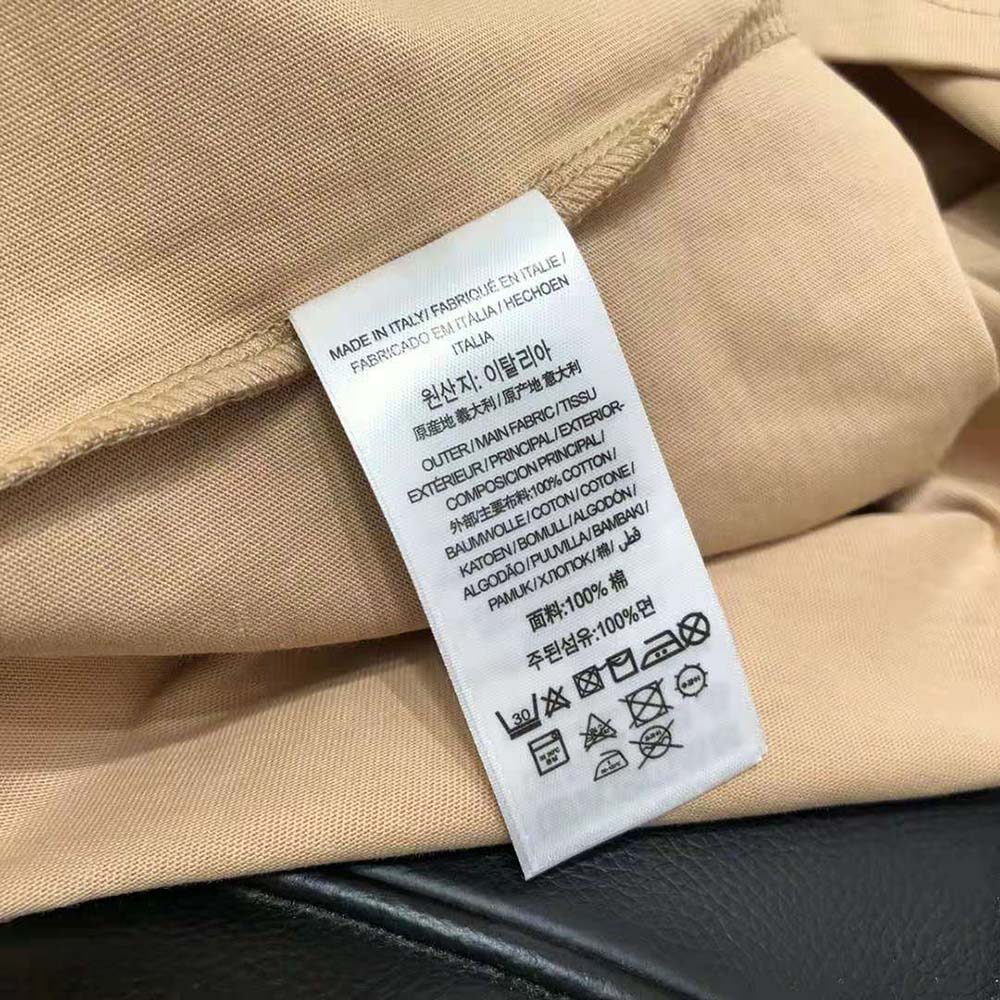 MADE IN ITALY/ FABRIQUÉ EN ITALIE /
FABRICADO EM ITÁLIA / HECHOEN
ITALIA
원산지: 이탈리아
原産地 義大利 / 原产地 意大利
OUTER / MAIN FABRIC / TISSU
EXTÉRIEUR / PRINCIPAL / EXTERIOR-
COMPOSICION PRINCIPAL /
外部/主要布料:100% COTTON /
BAUMWOLLE / COTON / COTONE /
KATOEN / BOMULL / ALGODÓN /
ALGODÃO / PUUVILLA / BAMBAKI /
PAMUK / ХЛОПОК / 棉 / قطن
面料:100% 棉
주된섬유:100%면
30